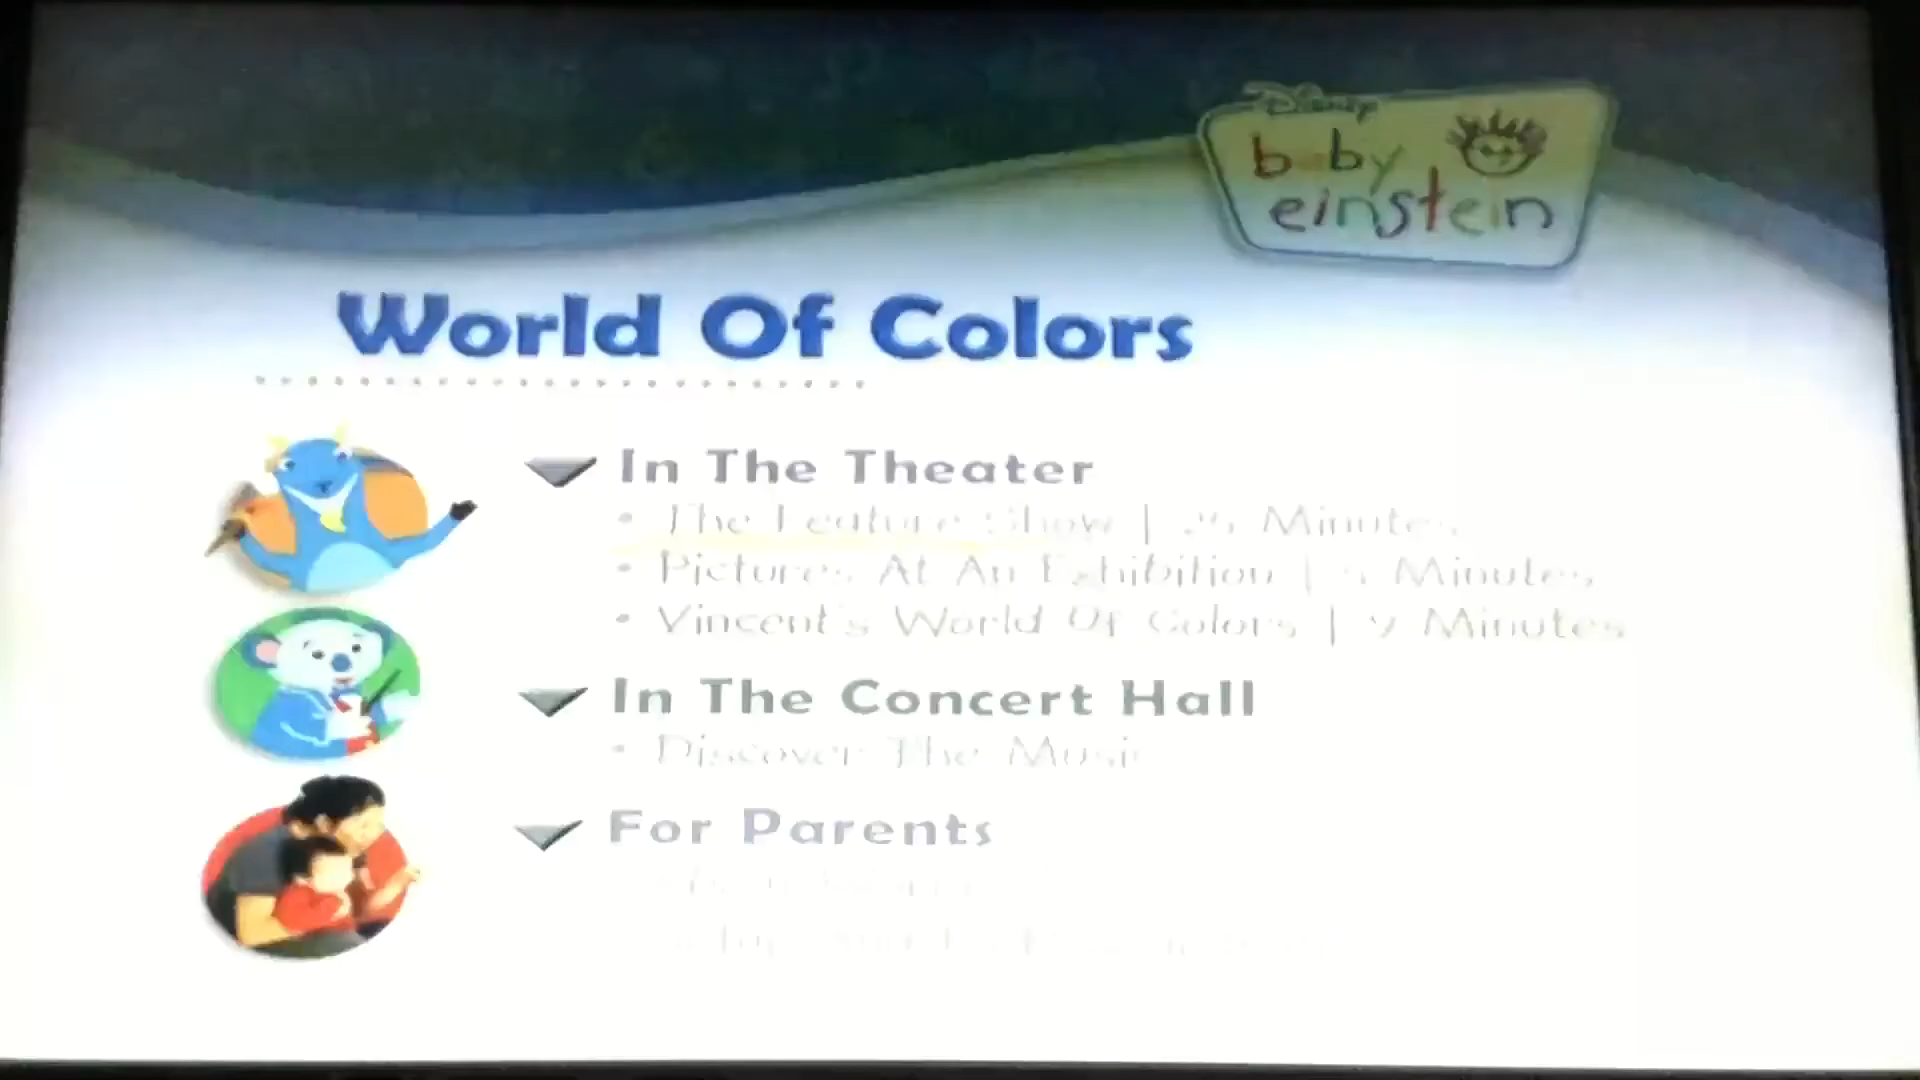 Disney
baby
einstein
World Of Colors
In The Theater
• The Feature Show | 25 Minutes
• Pictures At An Exhibition | Minutes
• Vincent's World Of Colors | 9 Minutes
In The Concert Hall
• Discover The Music
For Parents